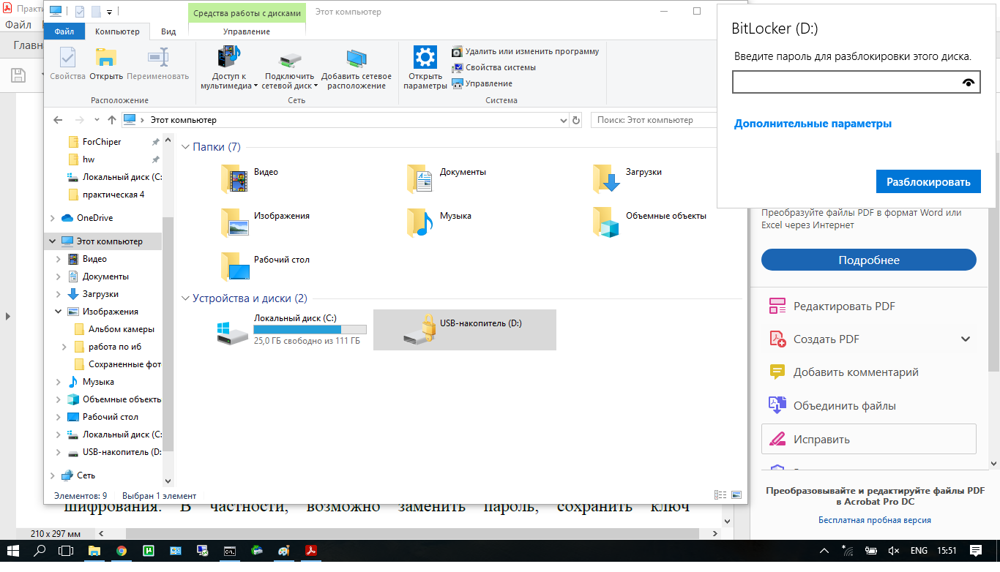 Практи
Файл
Главн
Средства работы с дисками
Этот компьютер
Файл
Компьютер
Вид
Управление
Свойства
Открыть
Переименовать
Расположение
Доступ к мультимедиа
Подключить сетевой диск
Добавить сетевое расположение
Сеть
Открыть параметры
Удалить или изменить программу
Свойства системы
Управление
Система
Этот компьютер
Поиск: Этот компьютер
ForChiper
hw
Локальный диск (C:
практическая 4
OneDrive
Этот компьютер
Видео
Документы
Загрузки
Изображения
Альбом камеры
работа по иб
Сохраненные фот
Музыка
Объемные объекты
Рабочий стол
Локальный диск (C:
USB-накопитель (D:
Сеть
Папки (7)
Видео
Документы
Загрузки
Изображения
Музыка
Объемные объекты
Рабочий стол
Устройства и диски (2)
Локальный диск (C:)
25,0 ГБ свободно из 111 ГБ
USB-накопитель (D:)
Элементов: 9
Выбран 1 элемент
BitLocker (D:)
Введите пароль для разблокировки этого диска.
Дополнительные параметры
Разблокировать
Преобразуйте файлы PDF в формат Word или
Excel через Интернет
Подробнее
Редактировать PDF
Создать PDF
Добавить комментарий
Объединить файлы
Исправить
Преобразовывайте и редактируйте файлы PDF
в Acrobat Pro DC
Бесплатная пробная версия
шифрования. В частности, возможно заменить пароль, сохранить ключ
210 x 297 мм
ENG
15:51